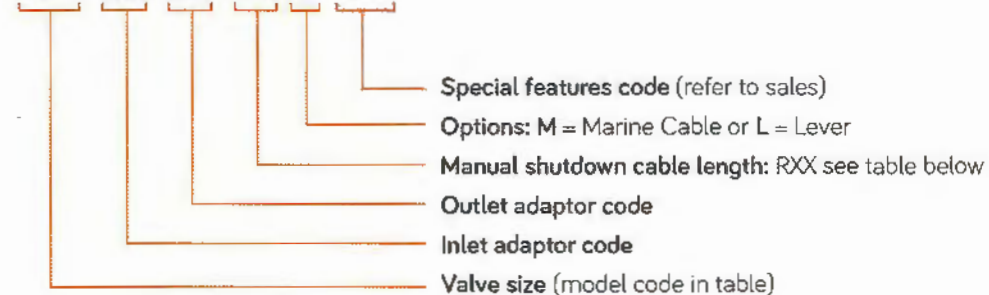 Special features code (refer to sales)
Options: M = Marine Cable or L = Lever
Manual shutdown cable length: RXX see table below
Outlet adaptor code
Inlet adaptor code
Valve size (model code in table)